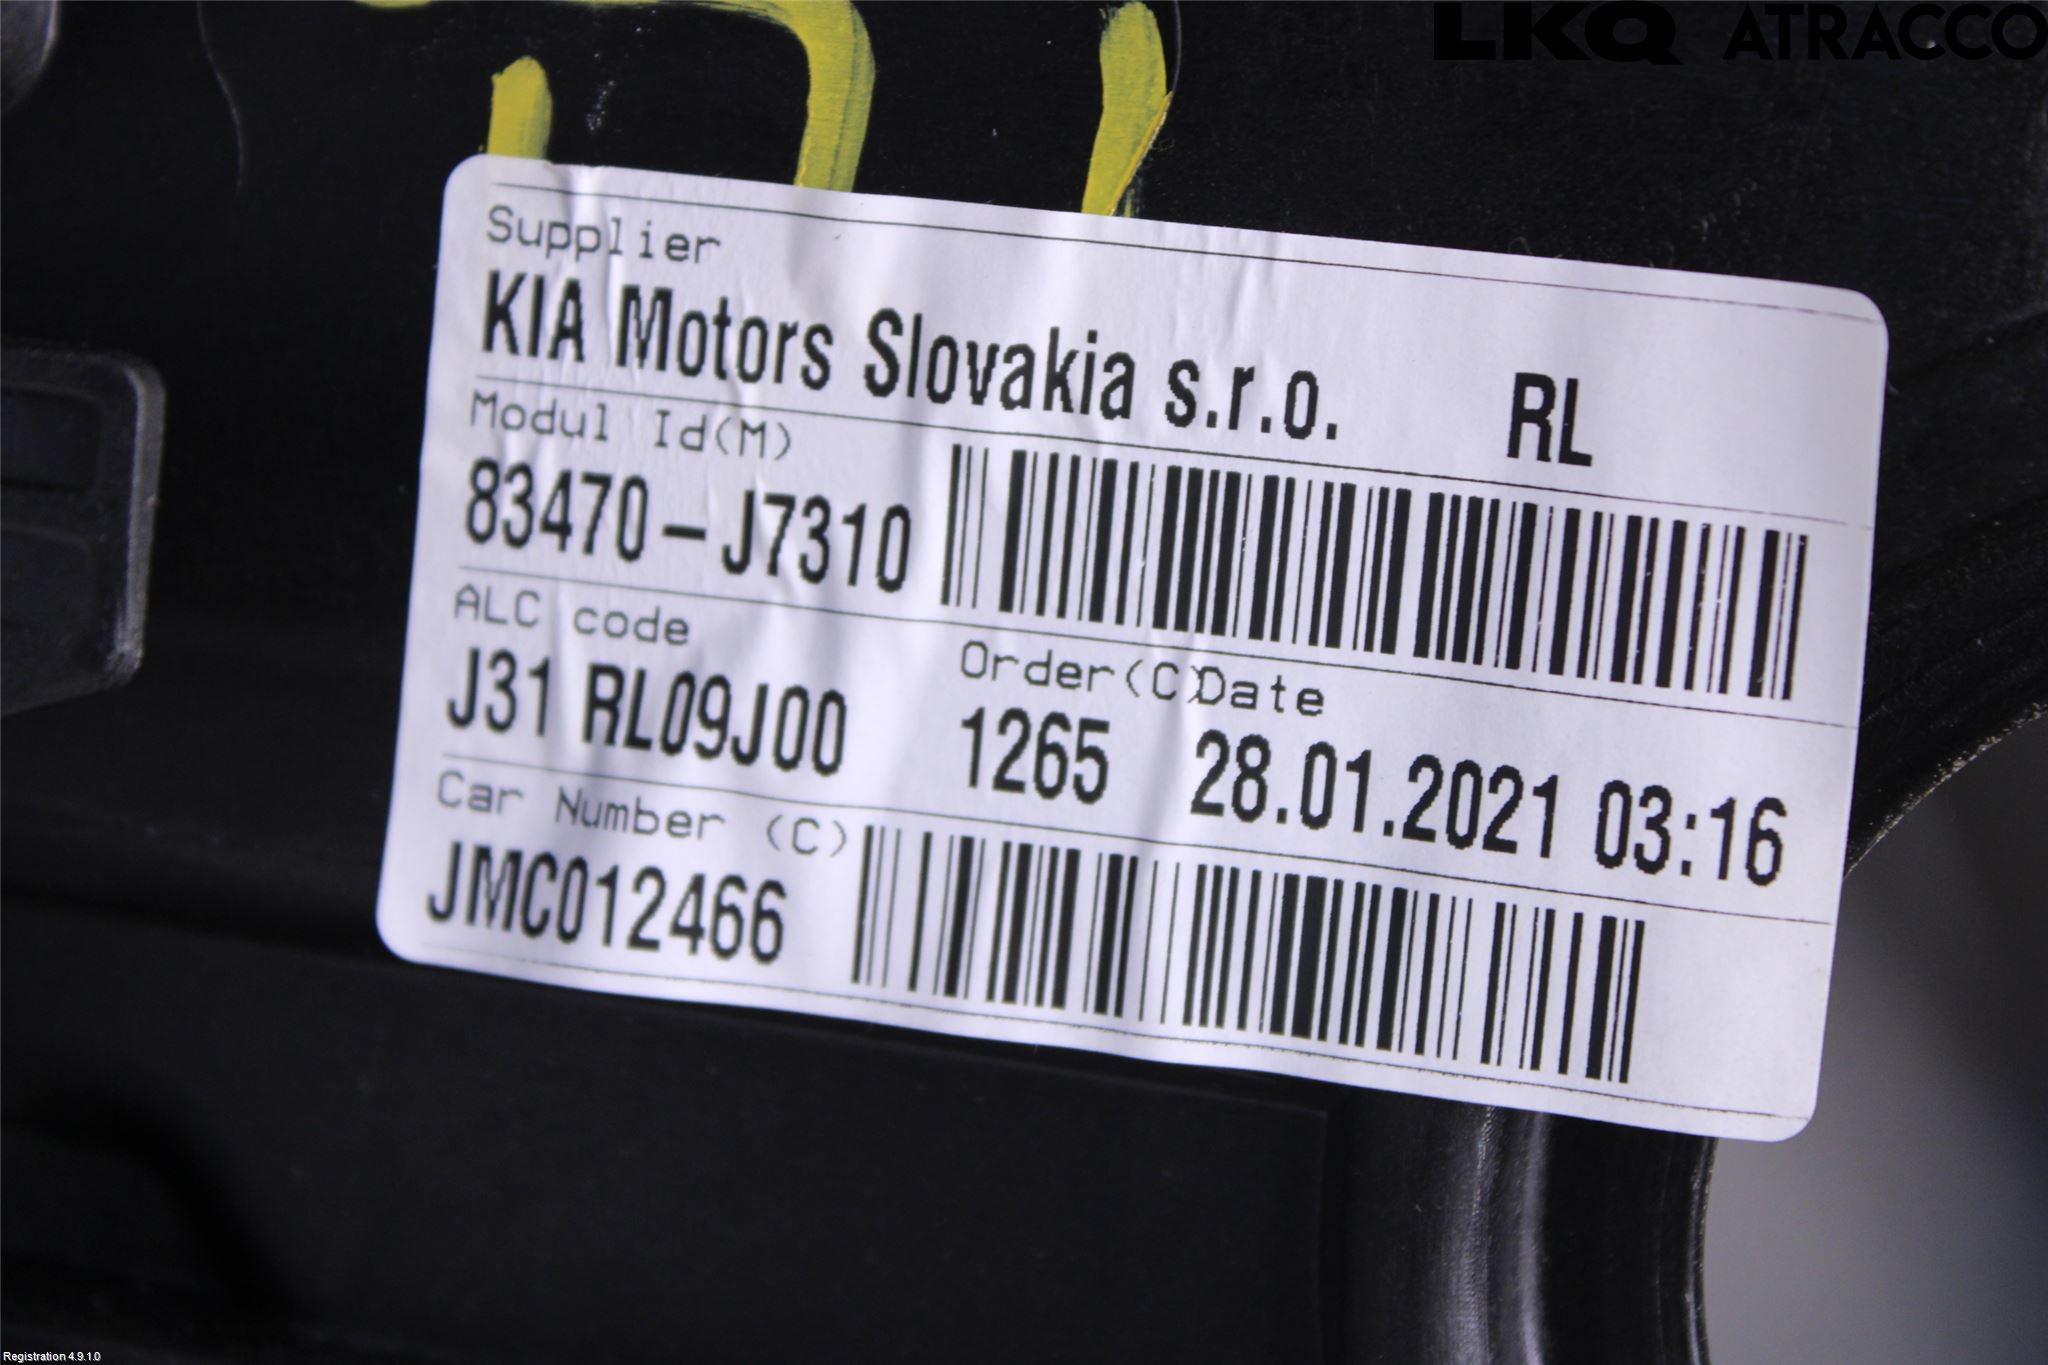 LKQ ATRACCO
Supplier
KIA Motors Slovakia s.r.o. RL
Modul Id(M)
83470-J7310
ALC code Order(C)Date
J31 RL09J00 1265 28.01.2021 03:16
Car Number (C)
JMC012466
Registration 4.9.1.0